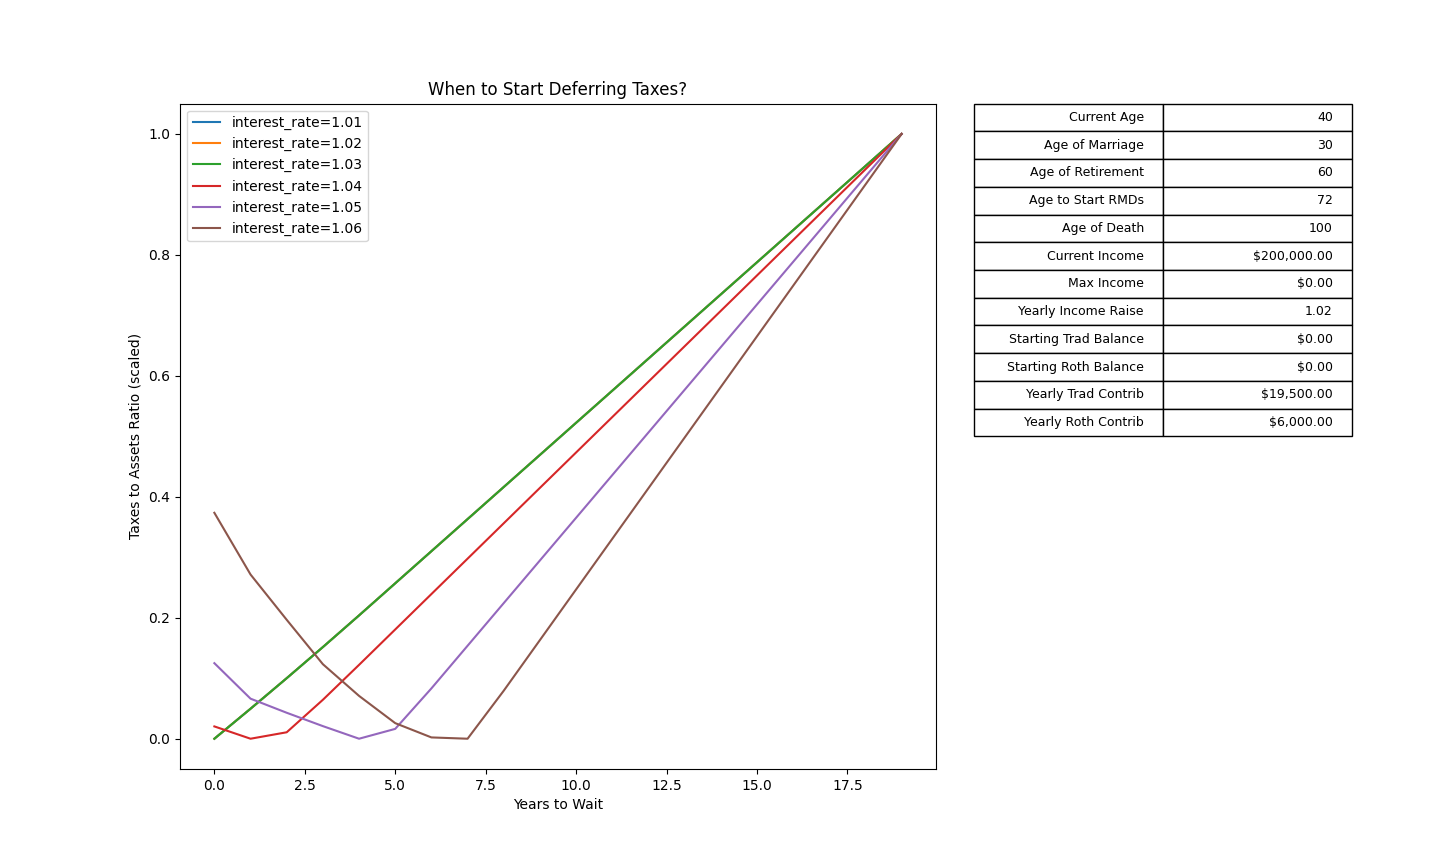 When to Start Deferring Taxes?
interest_rate=1.01
interest_rate=1.02
interest_rate=1.03
interest_rate=1.04
interest_rate=1.05
interest_rate=1.06
Taxes to Assets Ratio (scaled)
1.0
0.8
0.6
0.4
0.2
0.0
0.0 2.5 5.0 7.5 10.0 12.5 15.0 17.5
Years to Wait
Current Age 40
Age of Marriage 30
Age of Retirement 60
Age to Start RMDs 72
Age of Death 100
Current Income $200,000.00
Max Income $0.00
Yearly Income Raise 1.02
Starting Trad Balance $0.00
Starting Roth Balance $0.00
Yearly Trad Contrib $19,500.00
Yearly Roth Contrib $6,000.00